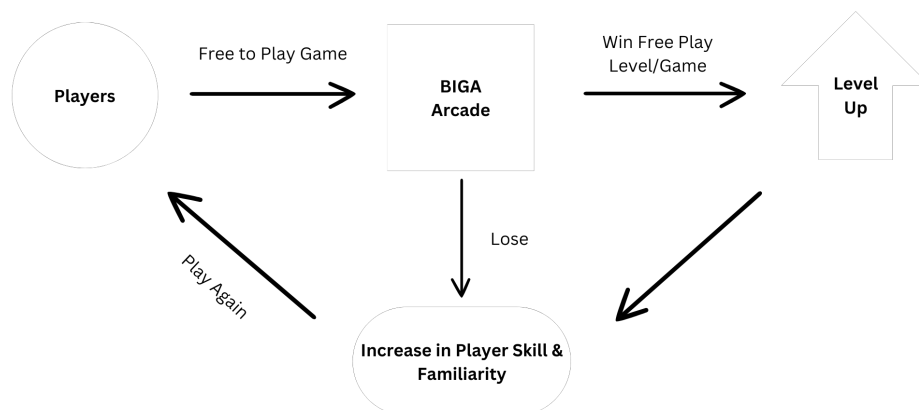 Free to Play Game
Win Free Play
Level/Game
Players
BIGA
Arcade
Level
Up
Lose
Play Again
Increase in Player Skill &
Familiarity